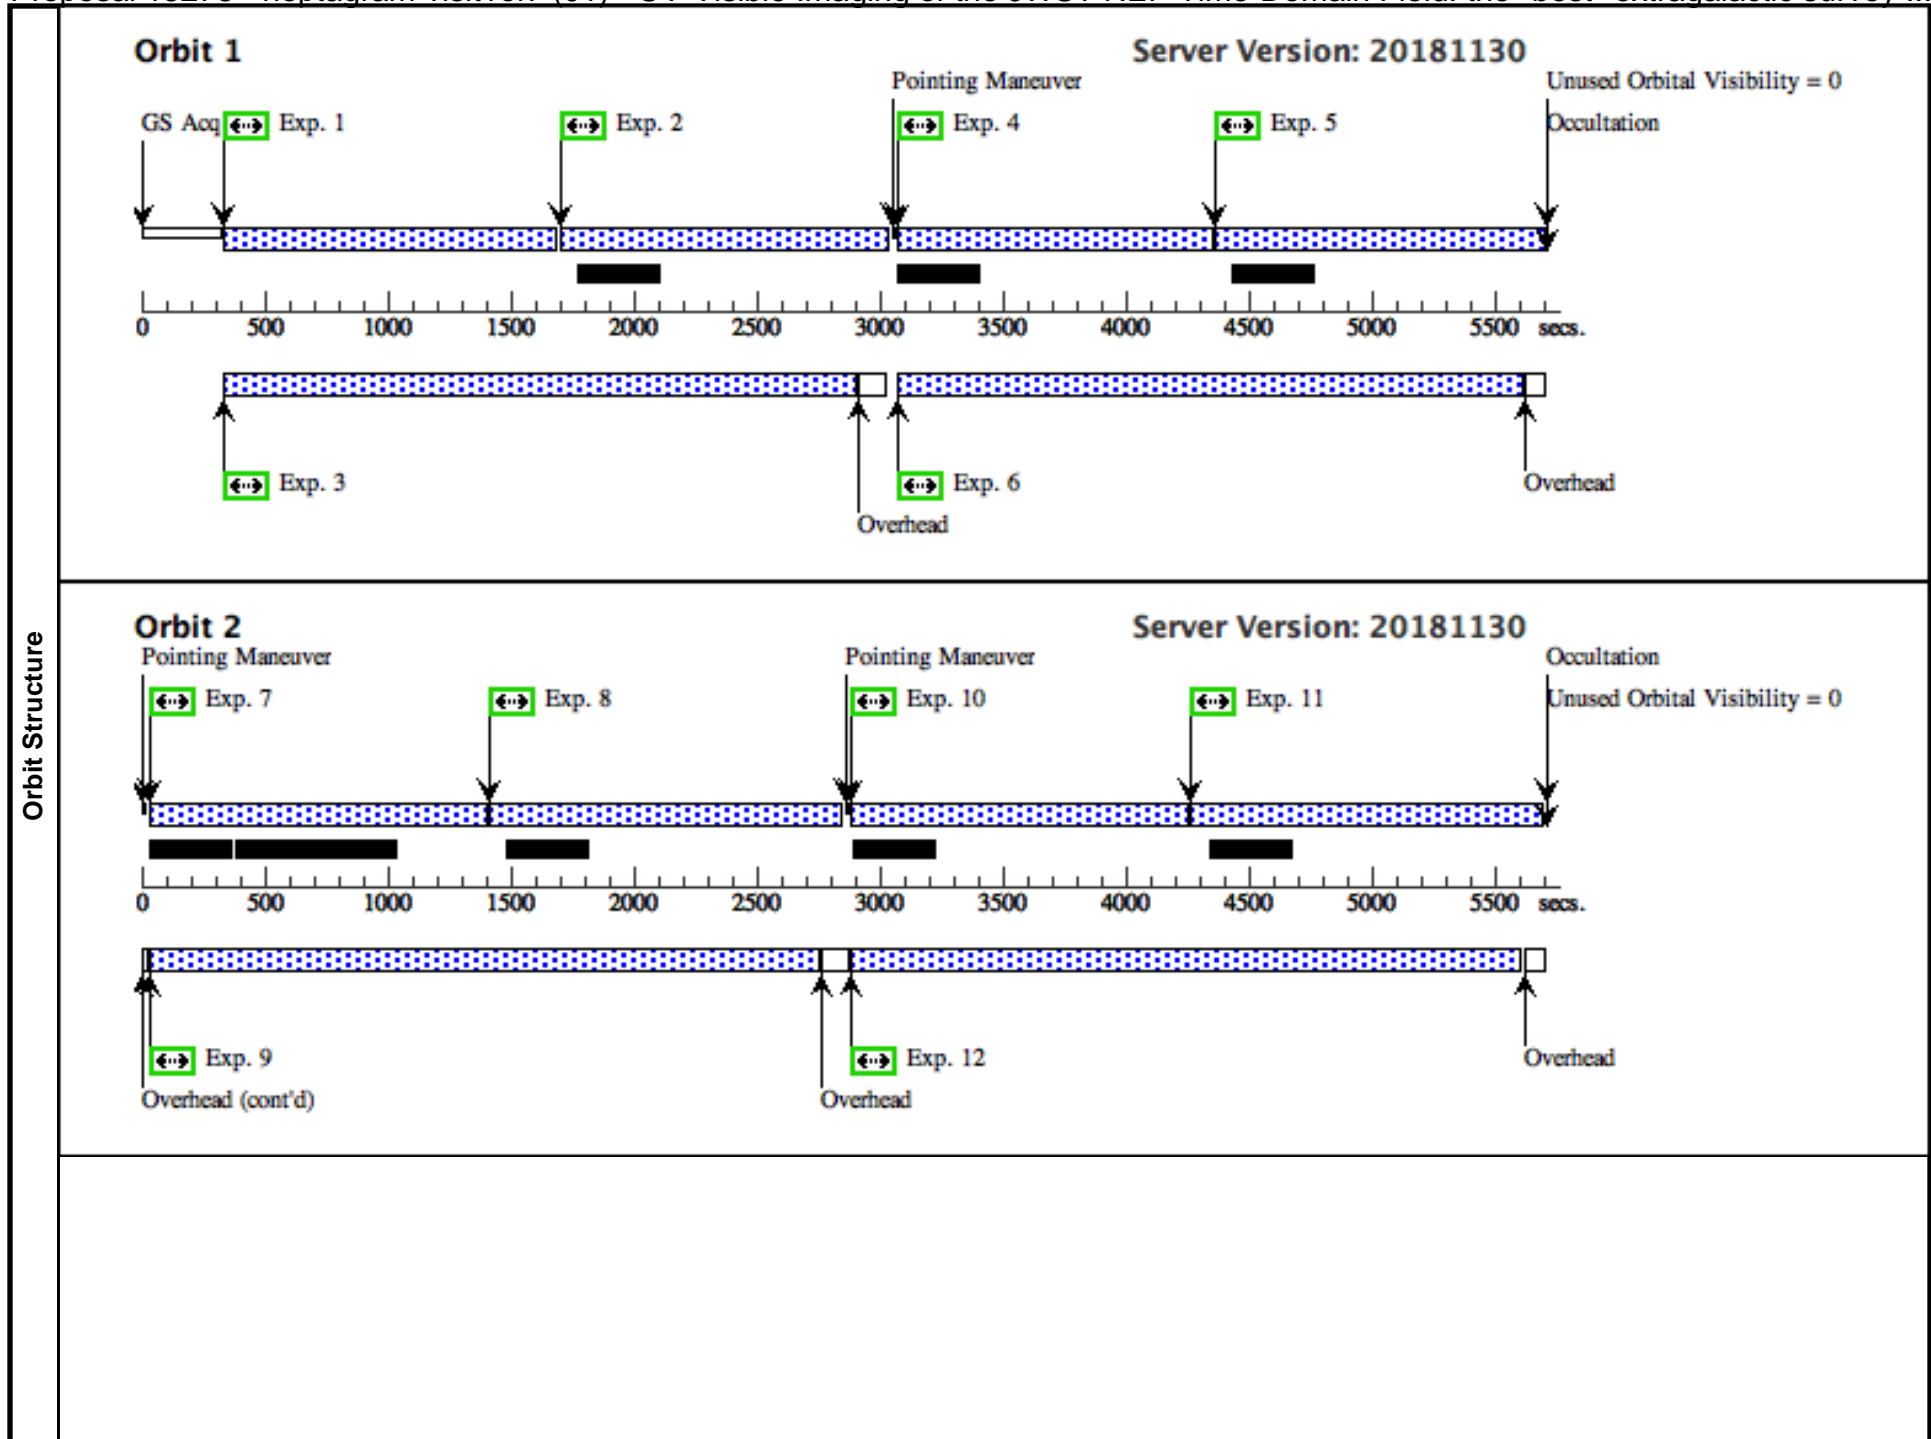 Orbit Structure
Orbit 1
Server Version: 20181130
Pointing Maneuver
Unused Orbital Visibility = 0
GS Acq
Exp. 1
Exp. 2
Exp. 4
Exp. 5
Occultation
0 500 1000 1500 2000 2500 3000 3500 4000 4500 5000 5500 secs.
Exp. 3
Exp. 6
Overhead
Overhead
Orbit 2
Server Version: 20181130
Pointing Maneuver
Pointing Maneuver
Occultation
Exp. 7
Exp. 8
Exp. 10
Exp. 11
Unused Orbital Visibility = 0
0 500 1000 1500 2000 2500 3000 3500 4000 4500 5000 5500 secs.
Exp. 9
Exp. 12
Overhead
Overhead (cont'd)
Overhead